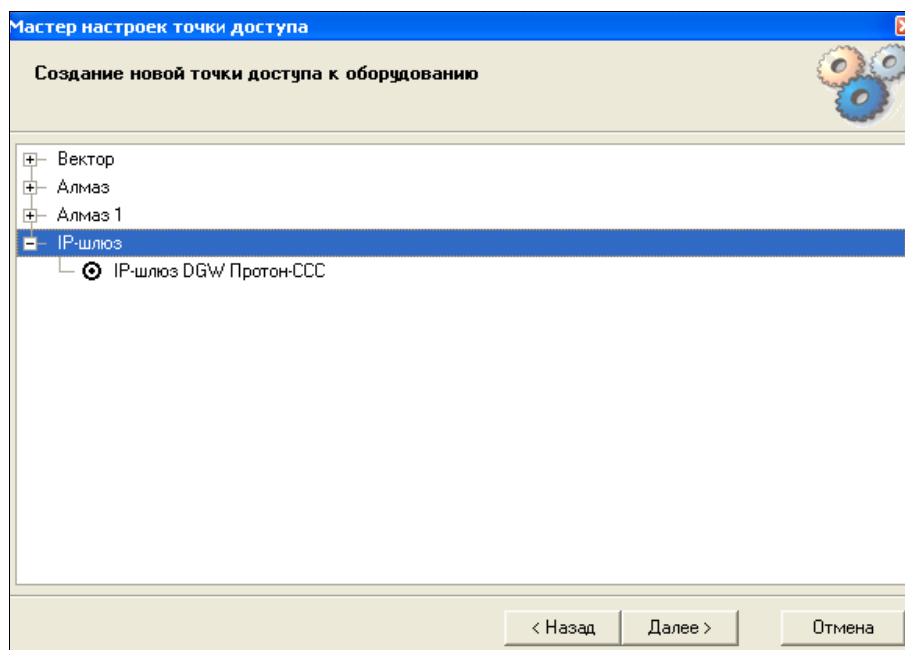 Мастер настроек точки доступа
Создание новой точки доступа к оборудованию
Вектор
Алмаз
Алмаз 1
IP-шлюз
IP-шлюз DGW Протон-ССС
< Назад Далее > Отмена